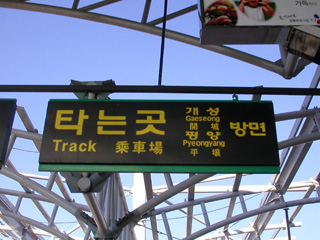 타는곳
Track 乘車場
개성
Gaeseong
開城
평양
Pyeongyang
平壤
방면